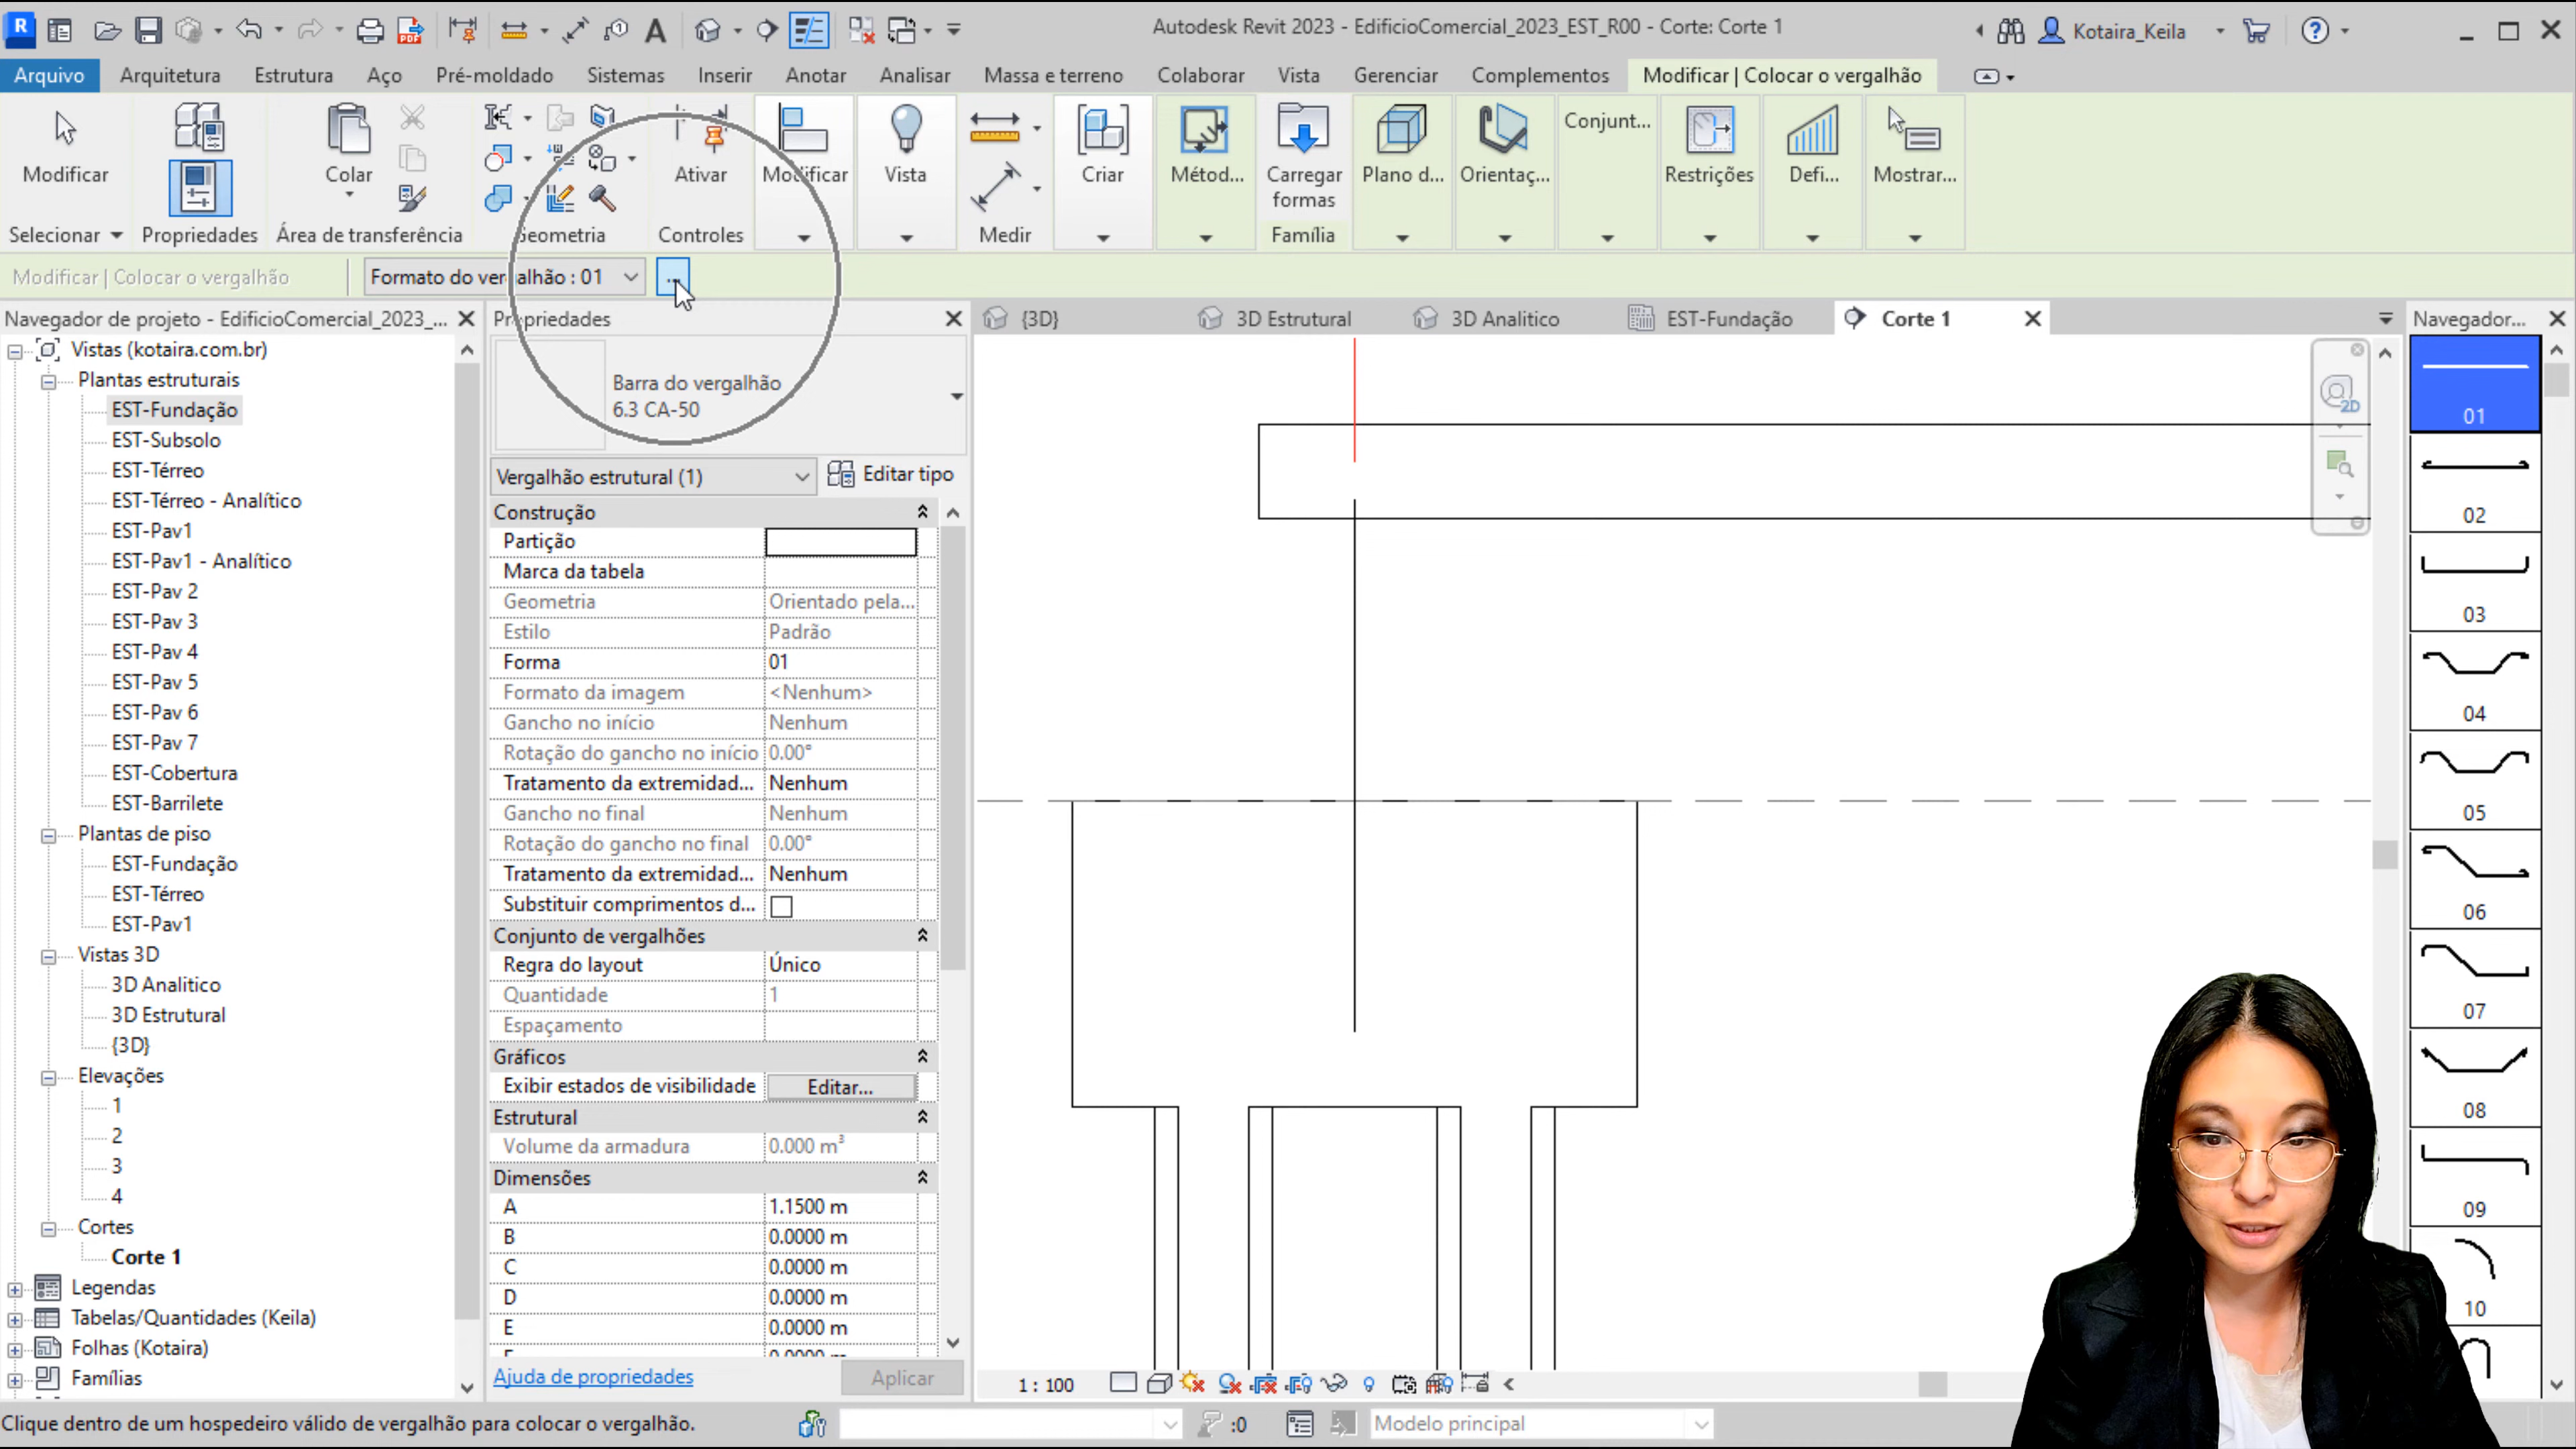 Autodesk Revit 2023 - EdificioComercial_2023_EST_R00 - Corte: Corte 1
Kotaira_Keila
Arquivo Arquitetura Estrutura Aço Pré-moldado Sistemas Inserir Anotar Analisar Massa e terreno Colaborar Vista Gerenciar Complementos Modificar | Colocar o vergalhão
Modificar Colar Ativar Modificar Vista Criar Métod... Carregar formas Plano d... Orientaç... Conjunt... Restrições Defi... Mostrar...
Selecionar Propriedades Área de transferência Geometria Controles Medir Família
Modificar | Colocar o vergalhão Formato do vergalhão : 01 ...
Navegador de projeto - EdificioComercial_2023_...
Vistas (kotaira.com.br)
Plantas estruturais
EST-Fundação
EST-Subsolo
EST-Térreo
EST-Térreo - Analítico
EST-Pav1
EST-Pav1 - Analítico
EST-Pav 2
EST-Pav 3
EST-Pav 4
EST-Pav 5
EST-Pav 6
EST-Pav 7
EST-Cobertura
EST-Barrilete
Plantas de piso
EST-Fundação
EST-Térreo
EST-Pav1
Vistas 3D
3D Analitico
3D Estrutural
{3D}
Elevações
1
2
3
4
Cortes
Corte 1
Legendas
Tabelas/Quantidades (Keila)
Folhas (Kotaira)
Famílias
Propriedades
Barra do vergalhão
6.3 CA-50
Vergalhão estrutural (1) Editar tipo
Construção
Partição
Marca da tabela
Geometria Orientado pela...
Estilo Padrão
Forma 01
Formato da imagem <Nenhum>
Gancho no início Nenhum
Rotação do gancho no início 0.00°
Tratamento da extremidad... Nenhum
Gancho no final Nenhum
Rotação do gancho no final 0.00°
Tratamento da extremidad... Nenhum
Substituir comprimentos d...
Conjunto de vergalhões
Regra do layout Único
Quantidade 1
Espaçamento
Gráficos
Exibir estados de visibilidade Editar...
Estrutural
Volume da armadura 0.000 m³
Dimensões
A 1.1500 m
B 0.0000 m
C 0.0000 m
D 0.0000 m
E 0.0000 m
Ajuda de propriedades Aplicar
{3D} 3D Estrutural 3D Analitico EST-Fundação Corte 1
2D
1 : 100
Navegador...
01
02
03
04
05
06
07
08
09
10
Clique dentro de um hospedeiro válido de vergalhão para colocar o vergalhão.
:0
Modelo principal